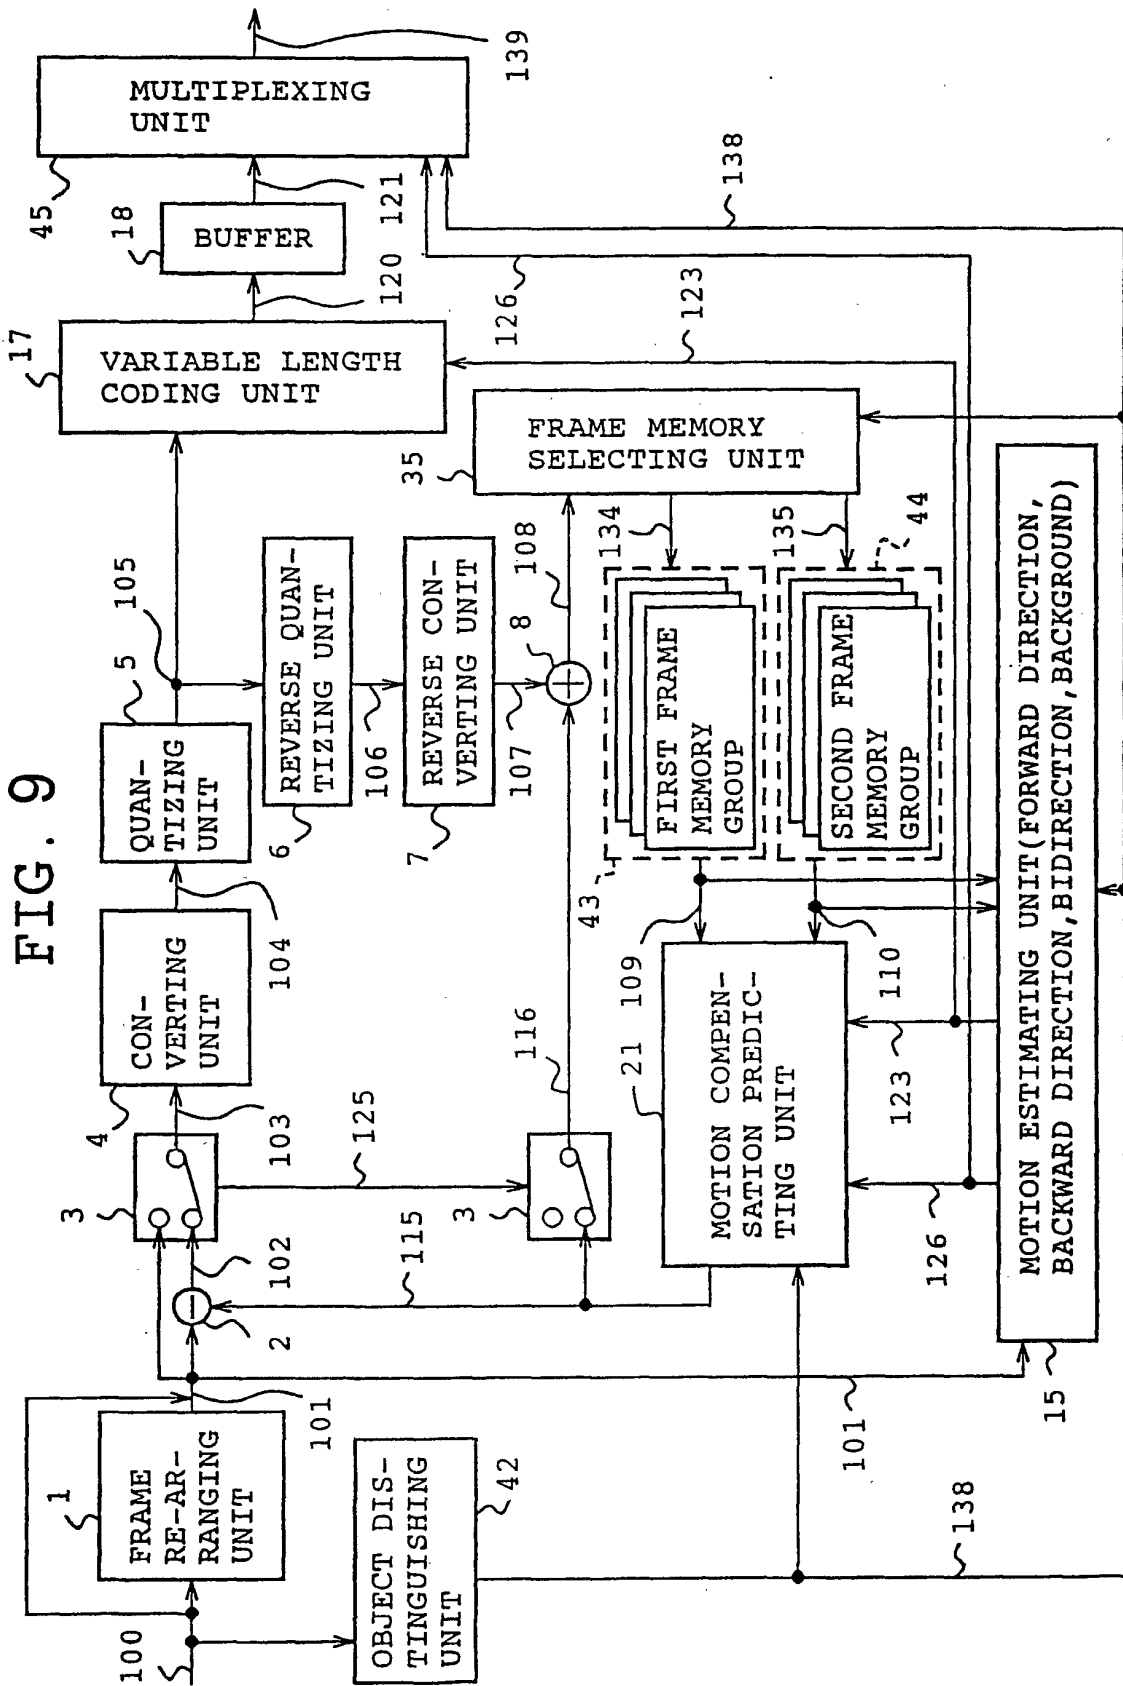 FIG. 9
100
1
FRAME
RE-AR-
RANGING
UNIT
101
2
102
3
103
4
CON-
VERTING
UNIT
104
5
QUAN-
TIZING
UNIT
105
17
VARIABLE LENGTH
CODING UNIT
120
18
BUFFER
121
45
MULTIPLEXING
UNIT
139
125
6
REVERSE QUAN-
TIZING UNIT
106
7
REVERSE CON-
VERTING UNIT
107
8
108
115
3
116
35
FRAME MEMORY
SELECTING UNIT
126
123
138
OBJECT DIS-
TINGUISHING
UNIT
42
101
21
MOTION COMPEN-
SATION PREDIC-
TING UNIT
109
110
43
FIRST FRAME
MEMORY
GROUP
134
SECOND FRAME
MEMORY
GROUP
135
44
126
123
138
15
MOTION ESTIMATING UNIT(FORWARD DIRECTION,
BACKWARD DIRECTION,BIDIRECTION,BACKGROUND)